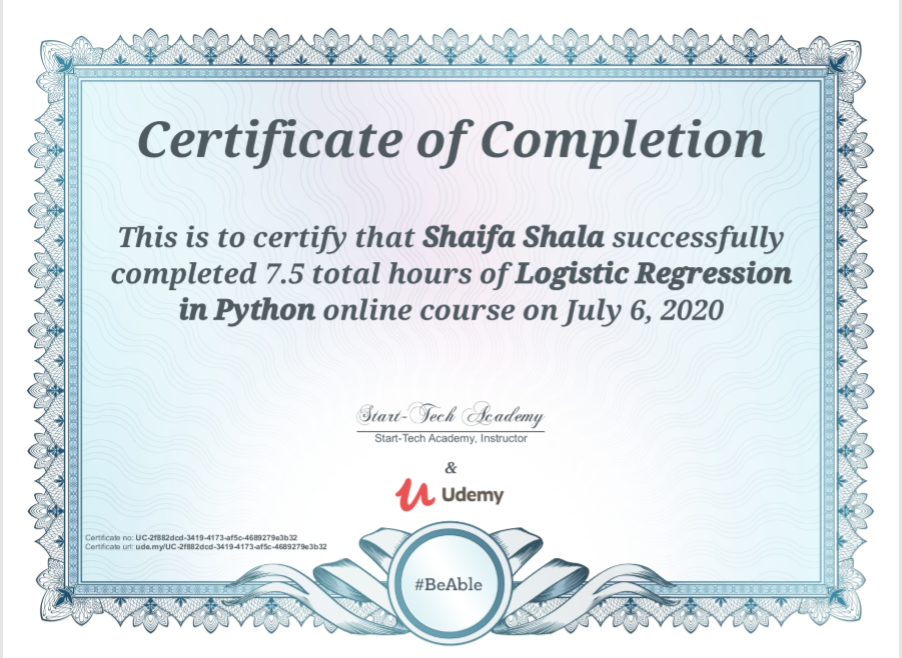 Certificate of Completion
This is to certify that Shaifa Shala successfully
completed 7.5 total hours of Logistic Regression
in Python online course on July 6, 2020
Start-Tech Academy
Start-Tech Academy, Instructor
&
Udemy
Certificate no: UC-2f882dcd-3419-4173-af5c-4689279e3b32
Certificate url: ude.my/UC-2f882dcd-3419-4173-af5c-4689279e3b32
#BeAble